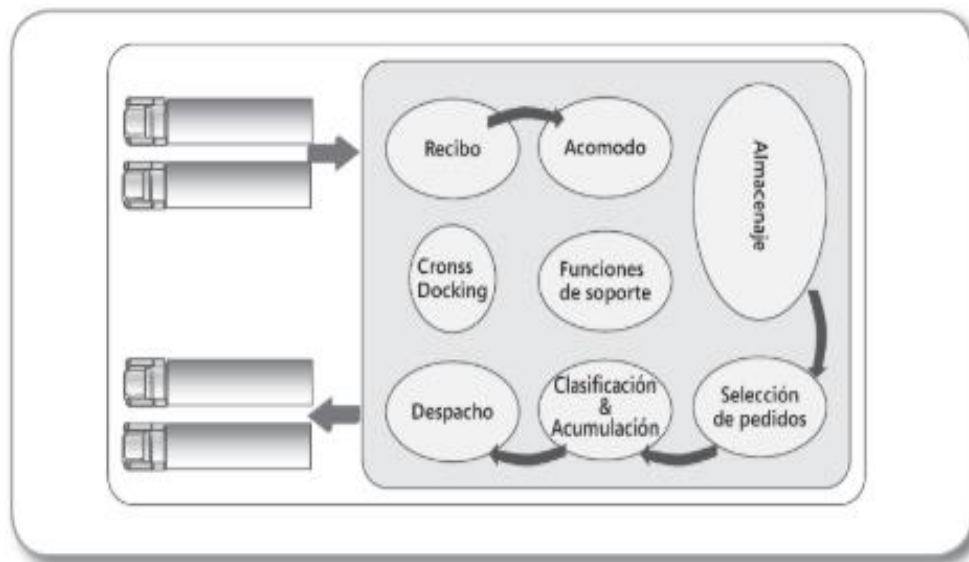 Recibo
Acomodo
Almacenaje
Cronss
Docking
Funciones
de soporte
Despacho
Clasificación
&
Acumulación
Selección
de pedidos